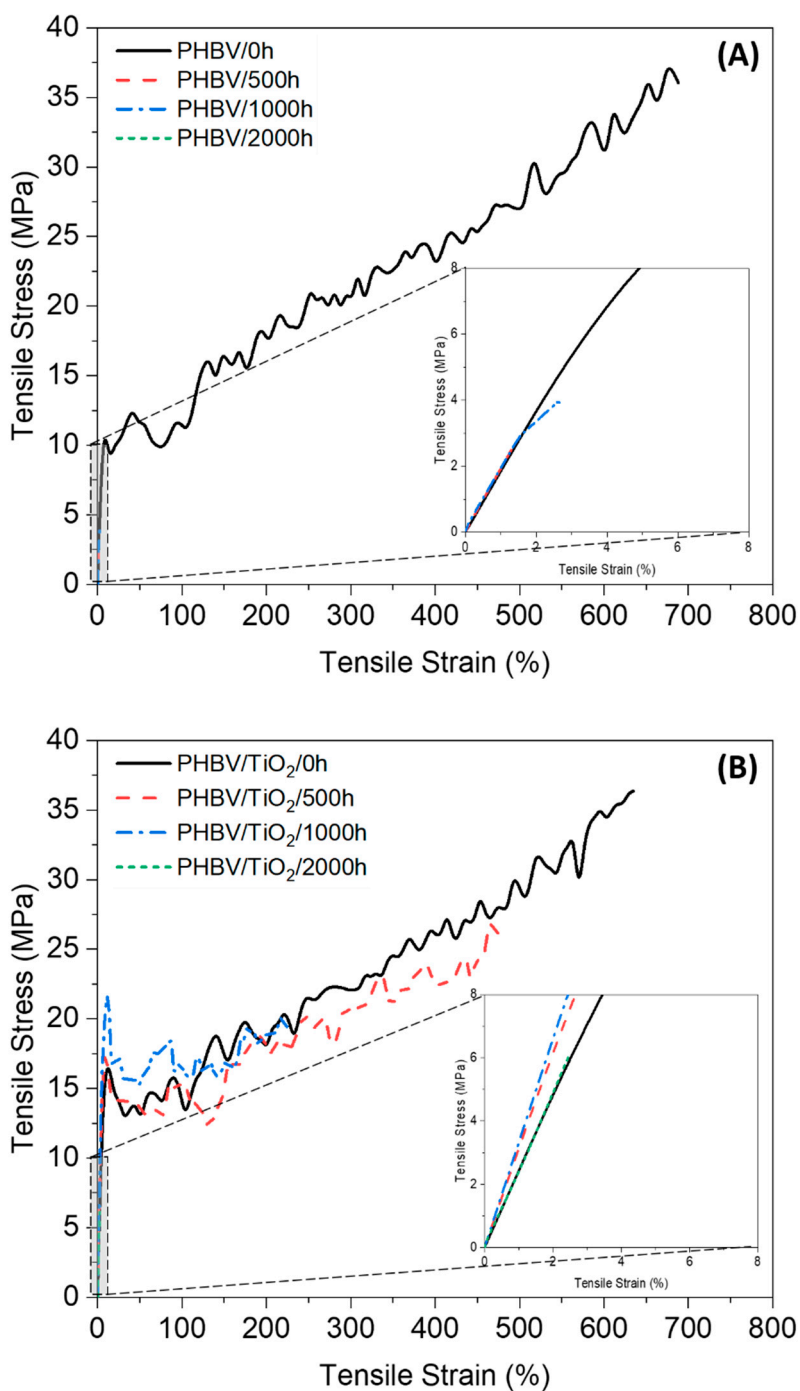 (A)
PHBV/0h
PHBV/500h
PHBV/1000h
PHBV/2000h
40
35
30
25
20
15
10
5
0
Tensile Stress (MPa)
8
6
4
2
0
Tensile Stress (MPa)
0 2 4 6 8
Tensile Strain (%)
0 100 200 300 400 500 600 700 800
Tensile Strain (%)
(B)
PHBV/TiO₂/0h
PHBV/TiO₂/500h
PHBV/TiO₂/1000h
PHBV/TiO₂/2000h
40
35
30
25
20
15
10
5
0
Tensile Stress (MPa)
8
6
4
2
0
Tensile Stress (MPa)
0 2 4 6 8
Tensile Strain (%)
0 100 200 300 400 500 600 700 800
Tensile Strain (%)